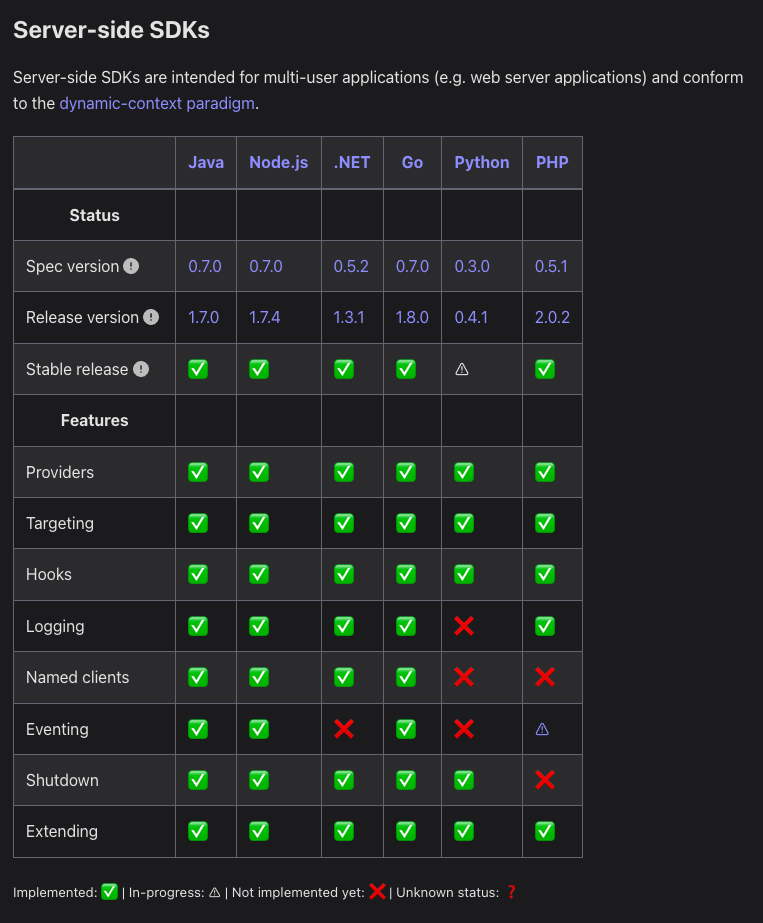 Server-side SDKs
Server-side SDKs are intended for multi-user applications (e.g. web server applications) and conform
to the dynamic-context paradigm.
Java Node.js .NET Go Python PHP
Status
Spec version ! 0.7.0 0.7.0 0.5.2 0.7.0 0.3.0 0.5.1
Release version ! 1.7.0 1.7.4 1.3.1 1.8.0 0.4.1 2.0.2
Stable release ! ✅ ✅ ✅ ✅ ⚠ ✅
Features
Providers ✅ ✅ ✅ ✅ ✅ ✅
Targeting ✅ ✅ ✅ ✅ ✅ ✅
Hooks ✅ ✅ ✅ ✅ ✅ ✅
Logging ✅ ✅ ✅ ✅ ❌ ✅
Named clients ✅ ✅ ✅ ✅ ❌ ❌
Eventing ✅ ✅ ❌ ✅ ❌ ⚠
Shutdown ✅ ✅ ✅ ✅ ✅ ❌
Extending ✅ ✅ ✅ ✅ ✅ ✅
Implemented: ✅ | In-progress: ⚠ | Not implemented yet: ❌ | Unknown status: ❓